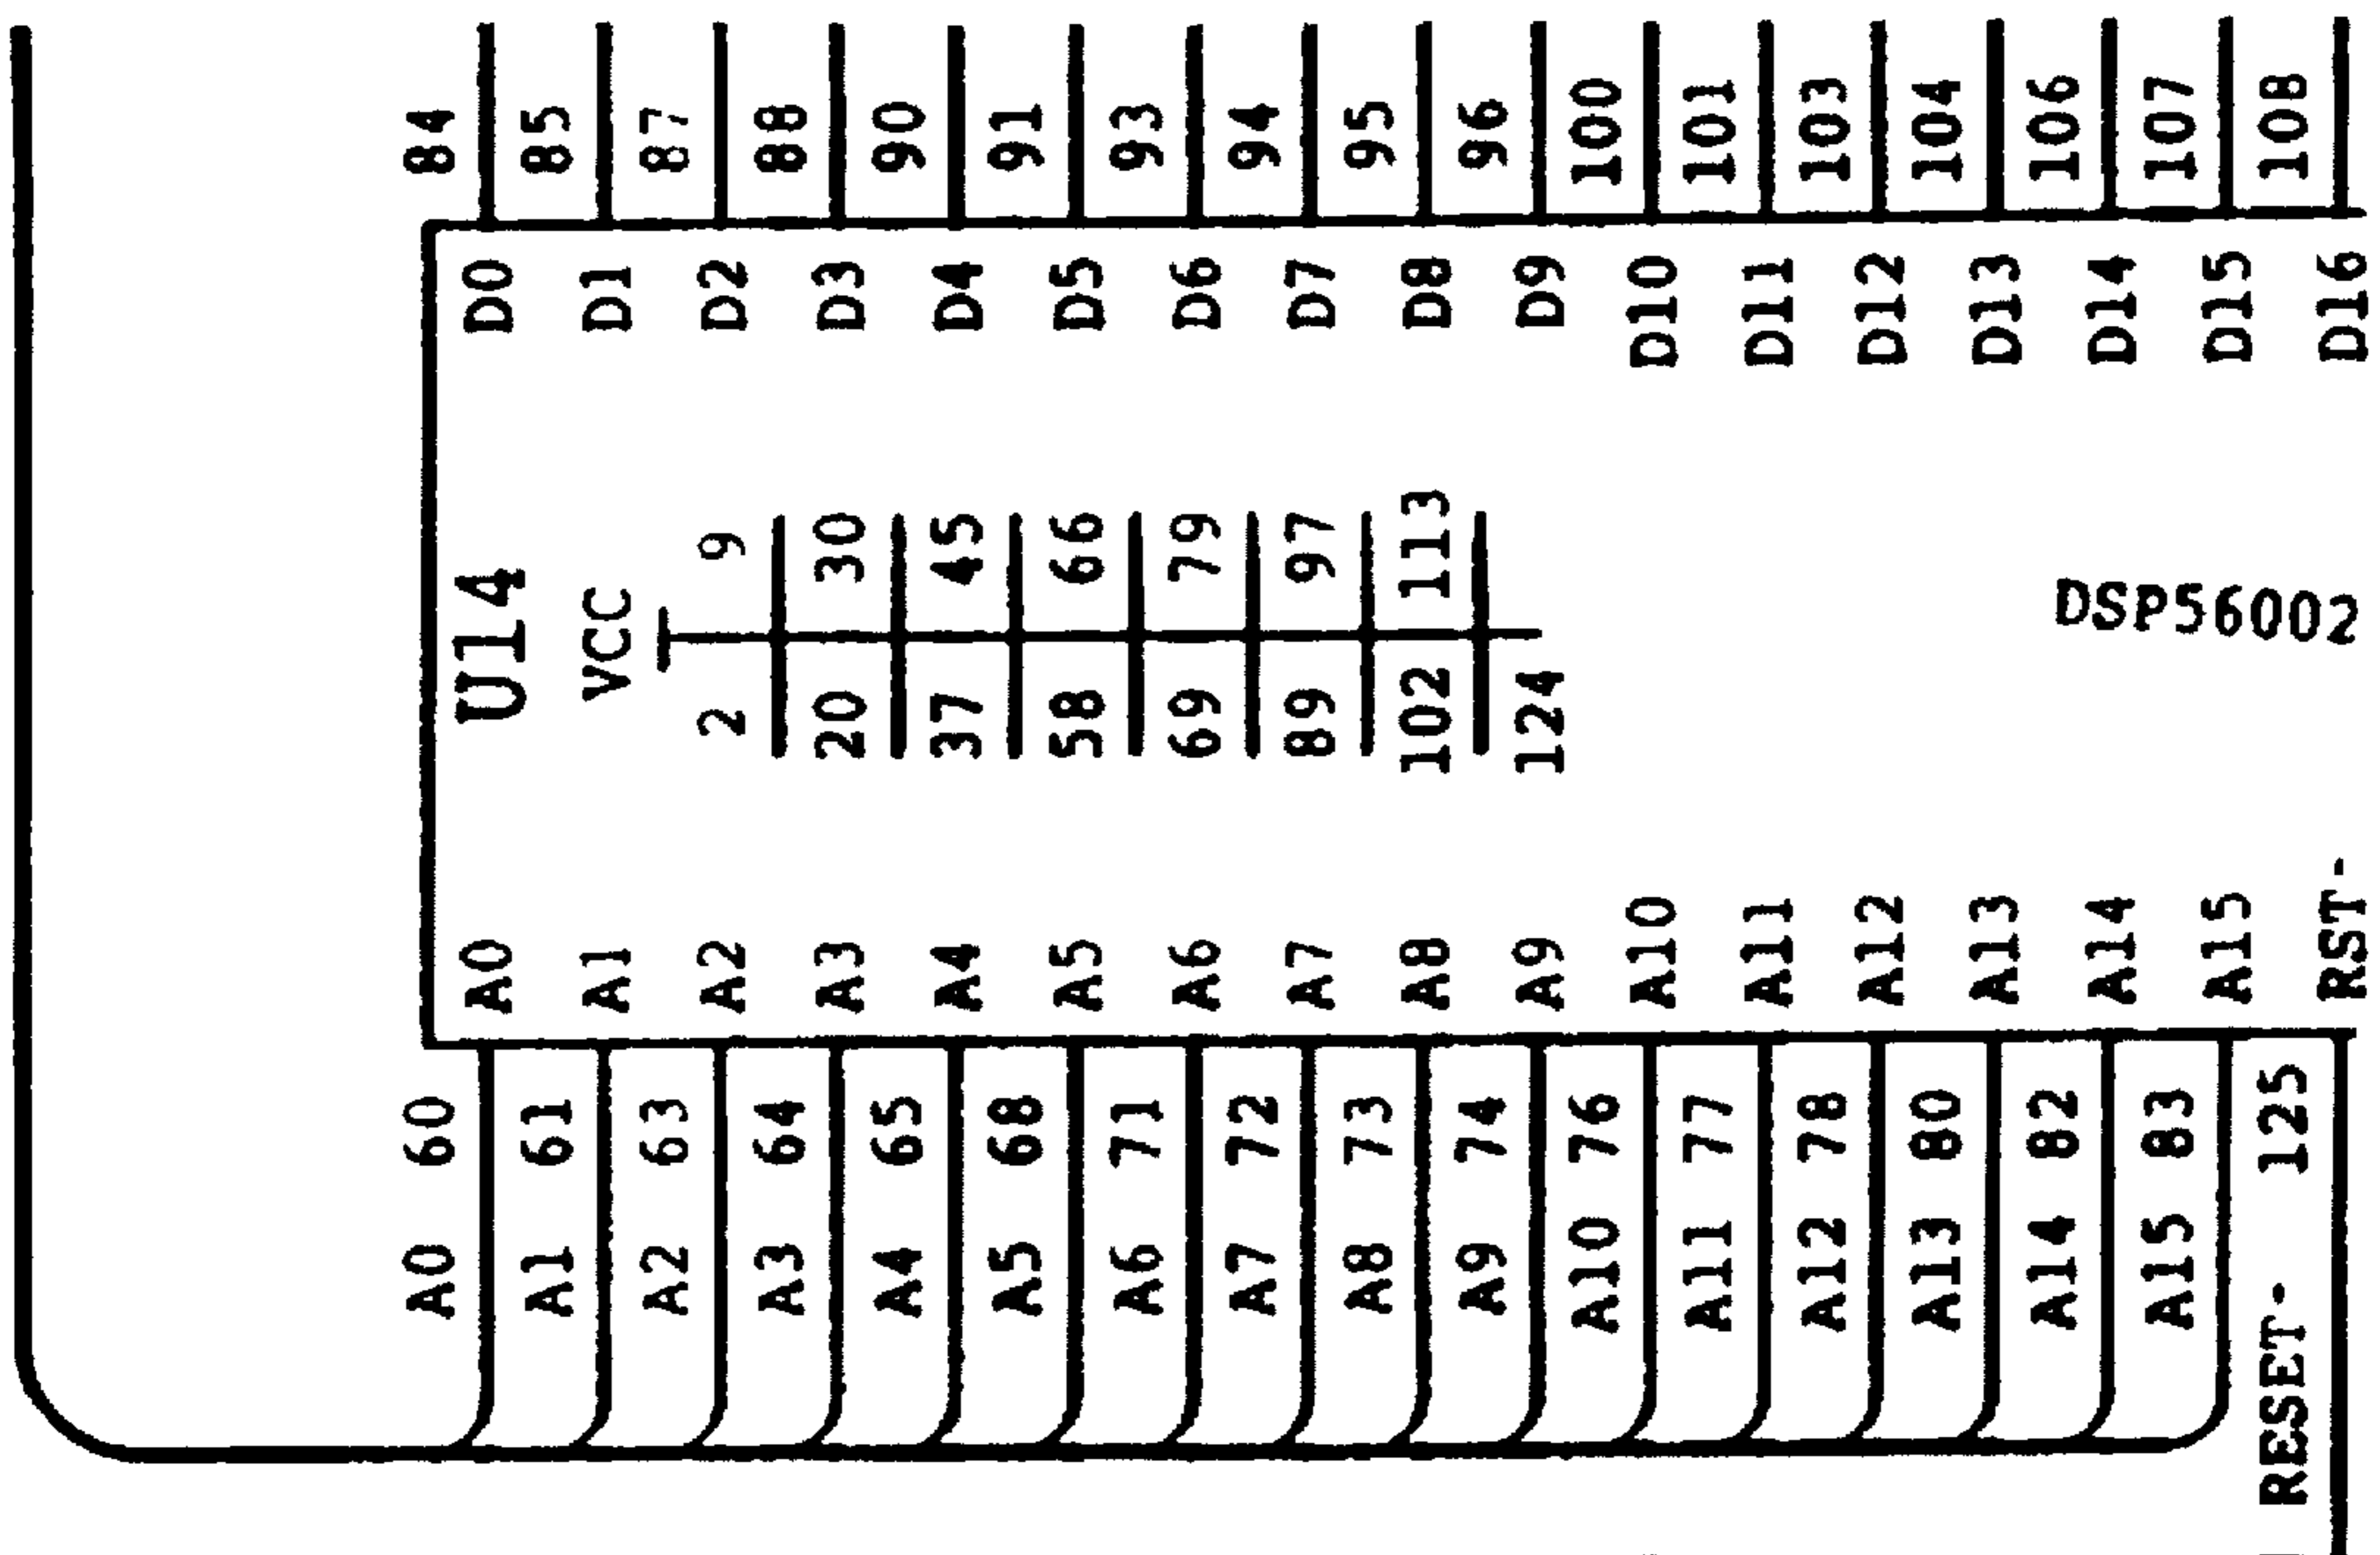 A0 60 84
A0 U14 D0
A1 61 85
A1 VCC D1
A2 63 87
A2 2 9 D2
A3 64 88
A3 20 30 D3
A4 65 90
A4 37 45 D4
A5 68 91
A5 58 66 D5
A6 71 93
A6 69 79 D6
A7 72 94
A7 89 97 D7
A8 73 95
A8 102 113 D8
A9 74 96
A9 124 D9
A10 76 100
A10 D10
A11 77 101
A11 D11
A12 78 103
A12 D12
A13 80 104
A13 D13
A14 82 106
A14 D14
A15 83 107
A15 D15
DSP56002
RESET- 125 108
RST- D16